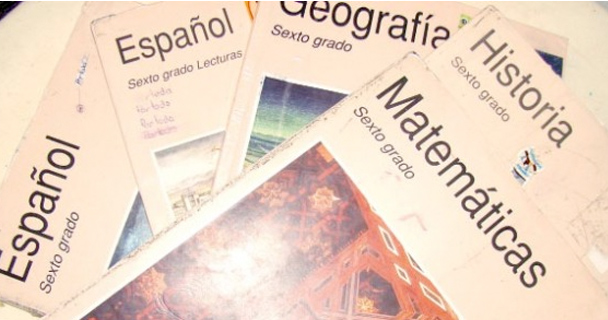 Español
Sexto grado
Español
Sexto grado Lecturas
Geografía
Sexto grado
Historia
Sexto grado
Matemáticas
Sexto grado